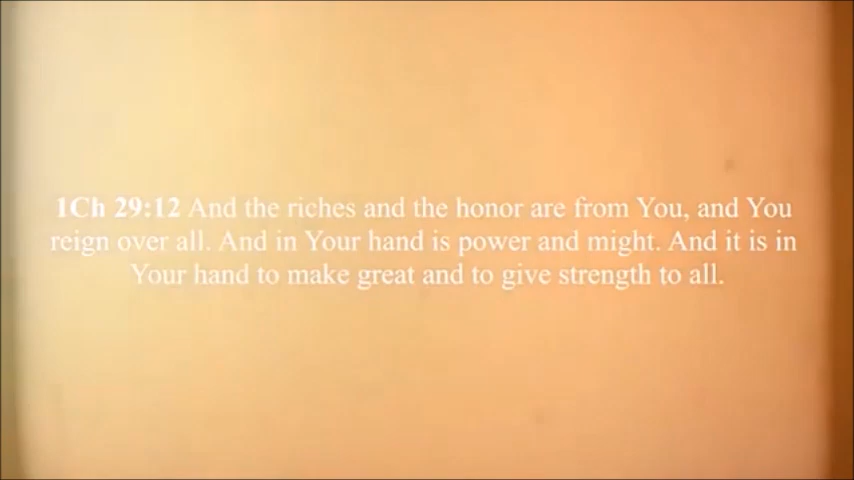 1Ch 29:12 And the riches and the honor are from You, and You
reign over all. And in Your hand is power and might. And it is in
Your hand to make great and to give strength to all.